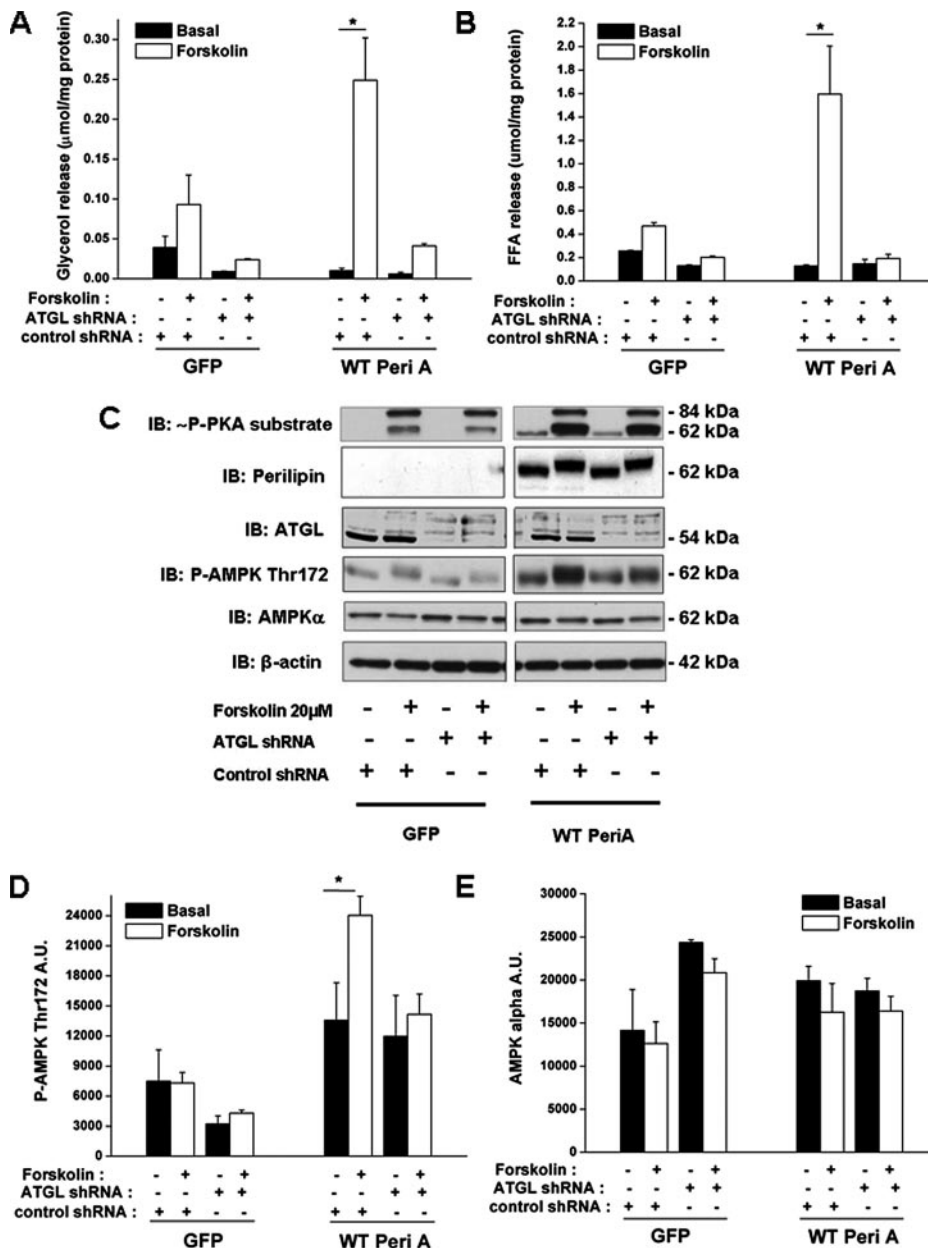 A
Glycerol release (μmol/mg protein)
0.30
0.25
0.20
0.15
0.10
0.05
0.00
Basal
Forskolin
*
Forskolin : - + - + - + - +
ATGL shRNA : - - + + - - + +
control shRNA : + + - - + + - -
GFP
WT Peri A
B
FFA release (umol/mg protein)
2.2
2.0
1.8
1.6
1.4
1.2
1.0
0.8
0.6
0.4
0.2
0.0
Basal
Forskolin
*
Forskolin : - + - + - + - +
ATGL shRNA : - - + + - - + +
control shRNA : + + - - + + - -
GFP
WT Peri A
C
IB: ~P-PKA substrate
- 84 kDa
- 62 kDa
IB: Perilipin
- 62 kDa
IB: ATGL
- 54 kDa
IB: P-AMPK Thr172
- 62 kDa
IB: AMPKα
- 62 kDa
IB: β-actin
- 42 kDa
Forskolin 20μM - + - + - + - +
ATGL shRNA - - + + - - + +
Control shRNA + + - - + + - -
GFP
WT PeriA
D
P-AMPK Thr172 A.U.
24000
21000
18000
15000
12000
9000
6000
3000
0
Basal
Forskolin
*
Forskolin : - + - + - + - +
ATGL shRNA : - - + + - - + +
control shRNA : + + - - + + - -
GFP
WT Peri A
E
AMPK alpha A.U.
30000
25000
20000
15000
10000
5000
0
Basal
Forskolin
Forskolin : - + - + - + - +
ATGL shRNA : - - + + - - + +
control shRNA : + + - - + + - -
GFP
WT Peri A